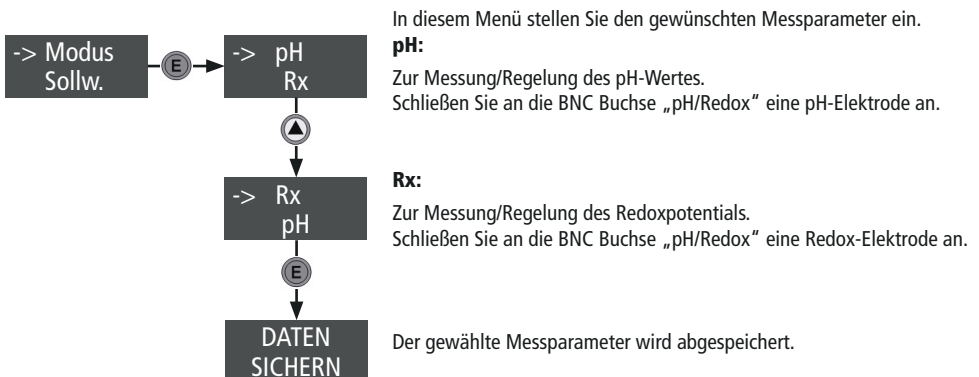 In diesem Menü stellen Sie den gewünschten Messparameter ein.
-> Modus
Sollw.
E
-> pH
Rx
pH:
Zur Messung/Regelung des pH-Wertes.
Schließen Sie an die BNC Buchse „pH/Redox“ eine pH-Elektrode an.
-> Rx
pH
Rx:
Zur Messung/Regelung des Redoxpotentials.
Schließen Sie an die BNC Buchse „pH/Redox“ eine Redox-Elektrode an.
E
DATEN
SICHERN
Der gewählte Messparameter wird abgespeichert.